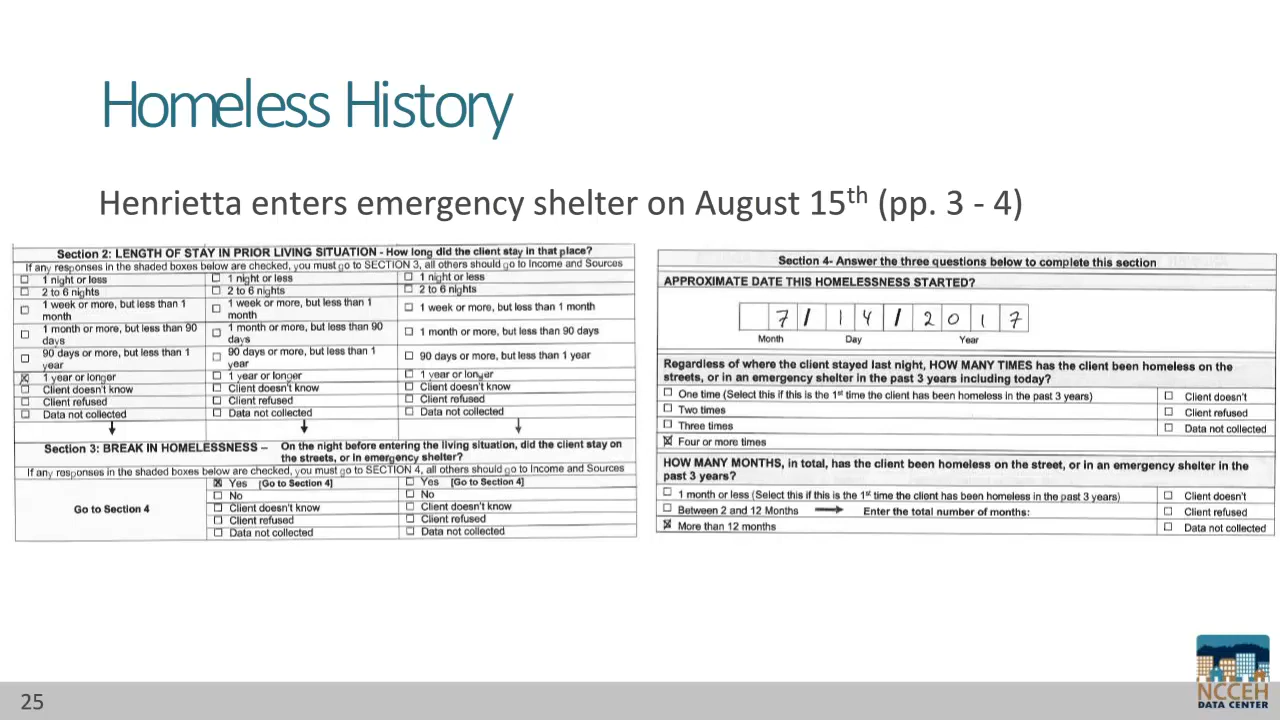 Homeless History
Henrietta enters emergency shelter on August 15th (pp. 3 - 4)
Section 2: LENGTH OF STAY IN PRIOR LIVING SITUATION - How long did the client stay in that place?
If any responses in the shaded boxes below are checked, you must go to SECTION 3, all others should go to Income and Sources
☐ 1 night or less ☐ 1 night or less ☐ 1 night or less
☐ 2 to 6 nights ☐ 2 to 6 nights ☐ 2 to 6 nights
☐ 1 week or more, but less than 1 month ☐ 1 week or more, but less than 1 month ☐ 1 week or more, but less than 1 month
☐ 1 month or more, but less than 90 days ☐ 1 month or more, but less than 90 days ☐ 1 month or more, but less than 90 days
☐ 90 days or more, but less than 1 year ☐ 90 days or more, but less than 1 year ☐ 90 days or more, but less than 1 year
☒ 1 year or longer ☐ 1 year or longer ☐ 1 year or longer
☐ Client doesn't know ☐ Client doesn't know ☐ Client doesn't know
☐ Client refused ☐ Client refused ☐ Client refused
☐ Data not collected ☐ Data not collected ☐ Data not collected
Section 3: BREAK IN HOMELESSNESS – On the night before entering the living situation, did the client stay on
the streets, or in emergency shelter?
If any responses in the shaded boxes below are checked, you must go to SECTION 4, all others should go to Income and Sources
Go to Section 4
☒ Yes [Go to Section 4] ☐ Yes [Go to Section 4]
☐ No ☐ No
☐ Client doesn't know ☐ Client doesn't know
☐ Client refused ☐ Client refused
☐ Data not collected ☐ Data not collected
Section 4- Answer the three questions below to complete this section
APPROXIMATE DATE THIS HOMELESSNESS STARTED?
7 / 14 / 2017
Month Day Year
Regardless of where the client stayed last night, HOW MANY TIMES has the client been homeless on the
streets, or in an emergency shelter in the past 3 years including today?
☐ One time (Select this if this is the 1st time the client has been homeless in the past 3 years) ☐ Client doesn't
☐ Two times ☐ Client refused
☐ Three times ☐ Data not collected
☒ Four or more times
HOW MANY MONTHS, in total, has the client been homeless on the street, or in an emergency shelter in the
past 3 years?
☐ 1 month or less (Select this if this is the 1st time the client has been homeless in the past 3 years) ☐ Client doesn't
☐ Between 2 and 12 Months → Enter the total number of months: ☐ Client refused
☒ More than 12 months ☐ Data not collected
25
NCCEH
DATA CENTER